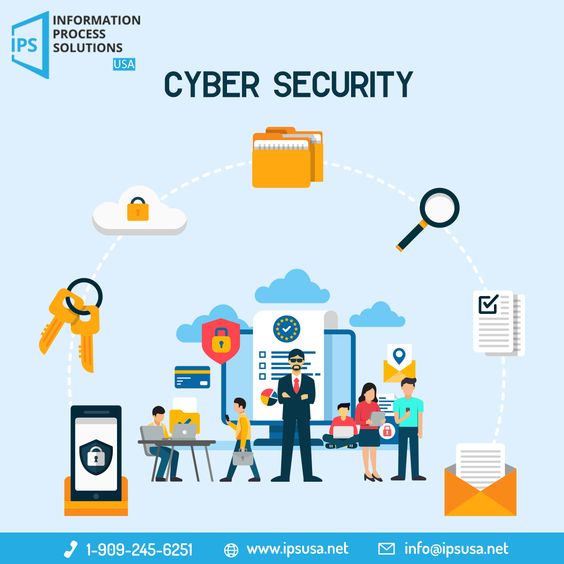 IPS
INFORMATION
PROCESS
SOLUTIONS
USA
CYBER SECURITY
1-909-245-6251 www.ipsusa.net info@ipsusa.net